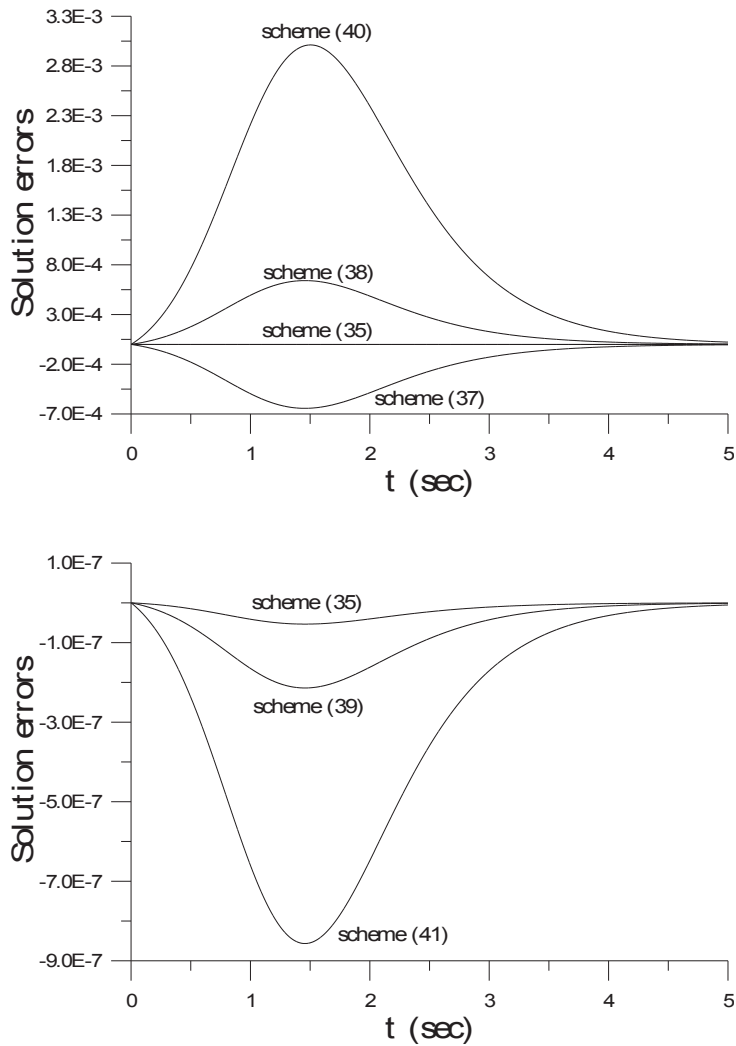 3.3E-3
scheme (40)
2.8E-3
2.3E-3
1.8E-3
1.3E-3
8.0E-4
scheme (38)
3.0E-4
scheme (35)
-2.0E-4
scheme (37)
-7.0E-4
Solution errors
0 1 2 3 4 5
t (sec)
1.0E-7
scheme (35)
-1.0E-7
scheme (39)
-3.0E-7
-5.0E-7
-7.0E-7
scheme (41)
-9.0E-7
Solution errors
0 1 2 3 4 5
t (sec)